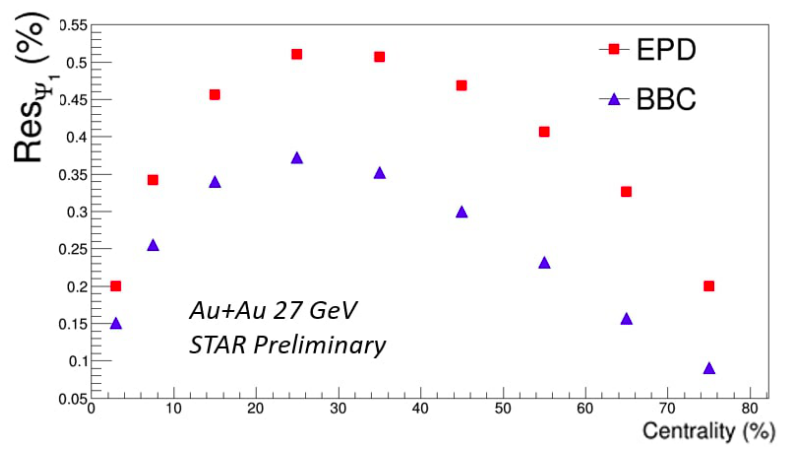 Res_Ψ₁ (%)
0.55
0.5
0.45
0.4
0.35
0.3
0.25
0.2
0.15
0.1
0.05
EPD
BBC
Au+Au 27 GeV
STAR Preliminary
0 10 20 30 40 50 60 70 80
Centrality (%)